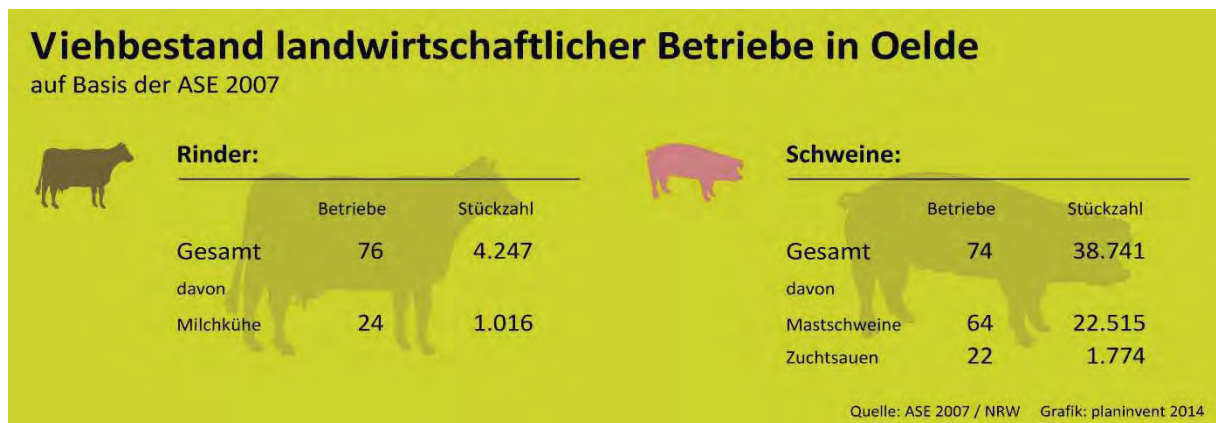 Viehbestand landwirtschaftlicher Betriebe in Oelde
auf Basis der ASE 2007
Rinder:
Betriebe Stückzahl
Gesamt 76 4.247
davon
Milchkühe 24 1.016
Schweine:
Betriebe Stückzahl
Gesamt 74 38.741
davon
Mastschweine 64 22.515
Zuchtsauen 22 1.774
Quelle: ASE 2007 / NRW Grafik: planinvent 2014